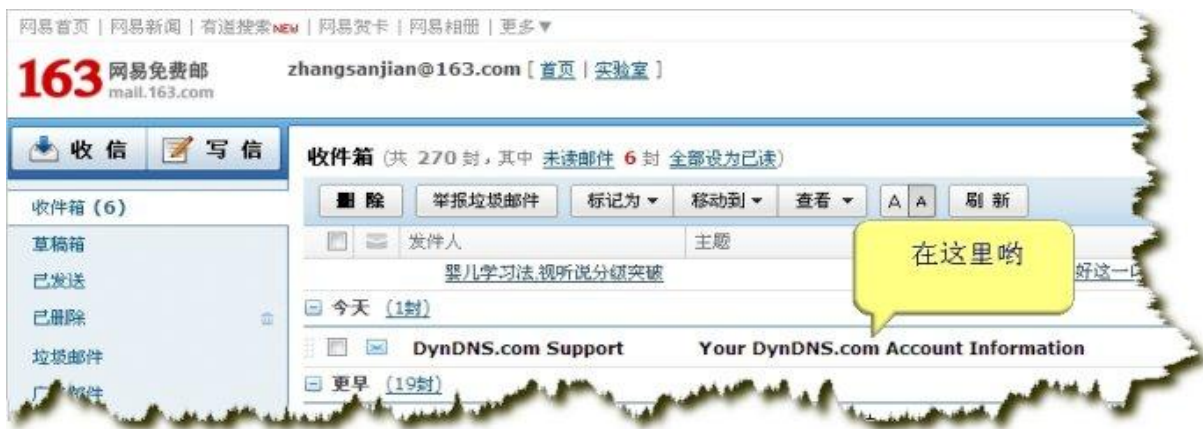 网易首页 | 网易新闻 | 有道搜索NEW | 网易贺卡 | 网易相册 | 更多▼
163 网易免费邮
mail.163.com
zhangsanjian@163.com [ 首页 | 实验室 ]
收信 写信
收件箱 (共 270 封，其中 未读邮件 6 封 全部设为已读)
删 除 举报垃圾邮件 标记为 ▼ 移动到 ▼ 查看 ▼ A A 刷 新
收件箱 (6)
草稿箱
已发送
已删除
垃圾邮件
发件人 主题
在这里哟
婴儿学习法,视听说分级突破 好这一口
今天 (1封)
DynDNS.com Support Your DynDNS.com Account Information
更早 (19封)